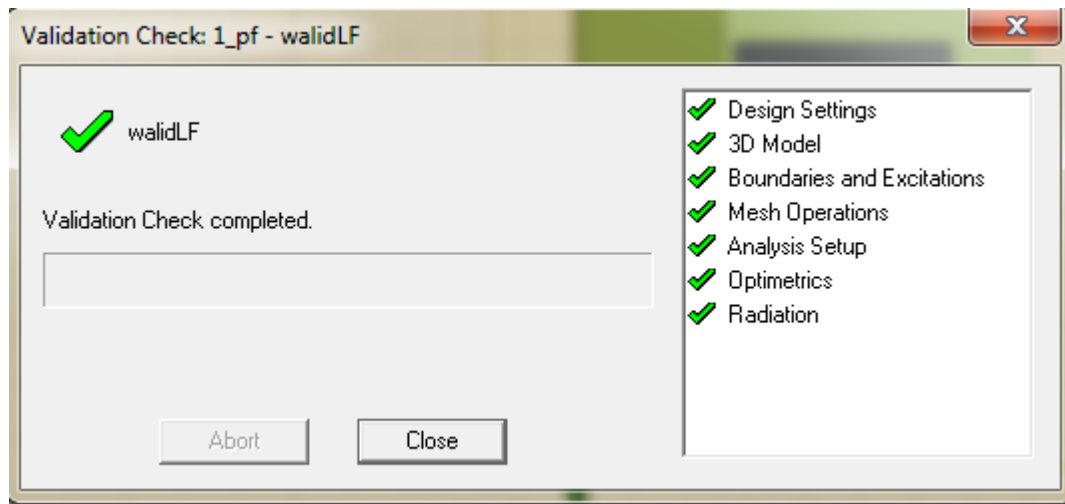 Validation Check: 1_pf - walidLF
walidLF
Validation Check completed.
Abort
Close
Design Settings
3D Model
Boundaries and Excitations
Mesh Operations
Analysis Setup
Optimetrics
Radiation